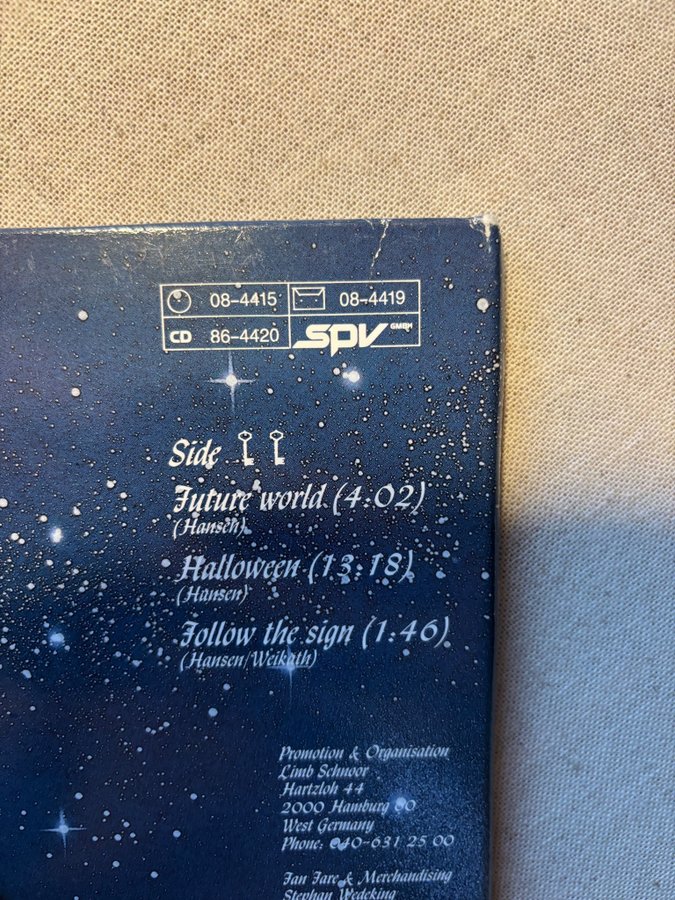 08-4415 08-4419
CD 86-4420 SPV GMBH
Side
Future world (4:02)
(Hansen)
Halloween (13:18)
(Hansen)
Follow the sign (1:46)
(Hansen/Weikath)
Promotion & Organisation
Limb Schnoor
Hartzloh 44
2000 Hamburg 60
West Germany
Phone: 040-631 25 00
Fan Fare & Merchandising
Stephan Wedeking